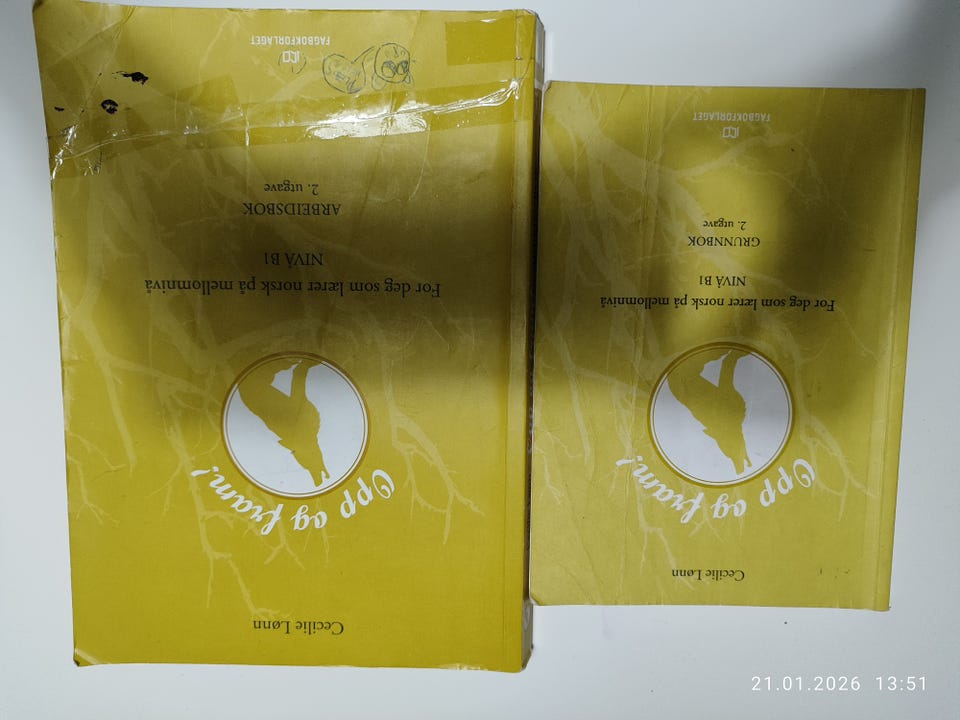 Cecilie Lønn
Opp og fram!
For deg som lærer norsk på mellomnivå
NIVÅ B1
ARBEIDSBOK
2. utgave
FAGBOKFORLAGET
Cecilie Lønn
Opp og fram!
For deg som lærer norsk på mellomnivå
NIVÅ B1
GRUNNBOK
2. utgave
FAGBOKFORLAGET
21.01.2026 13:51